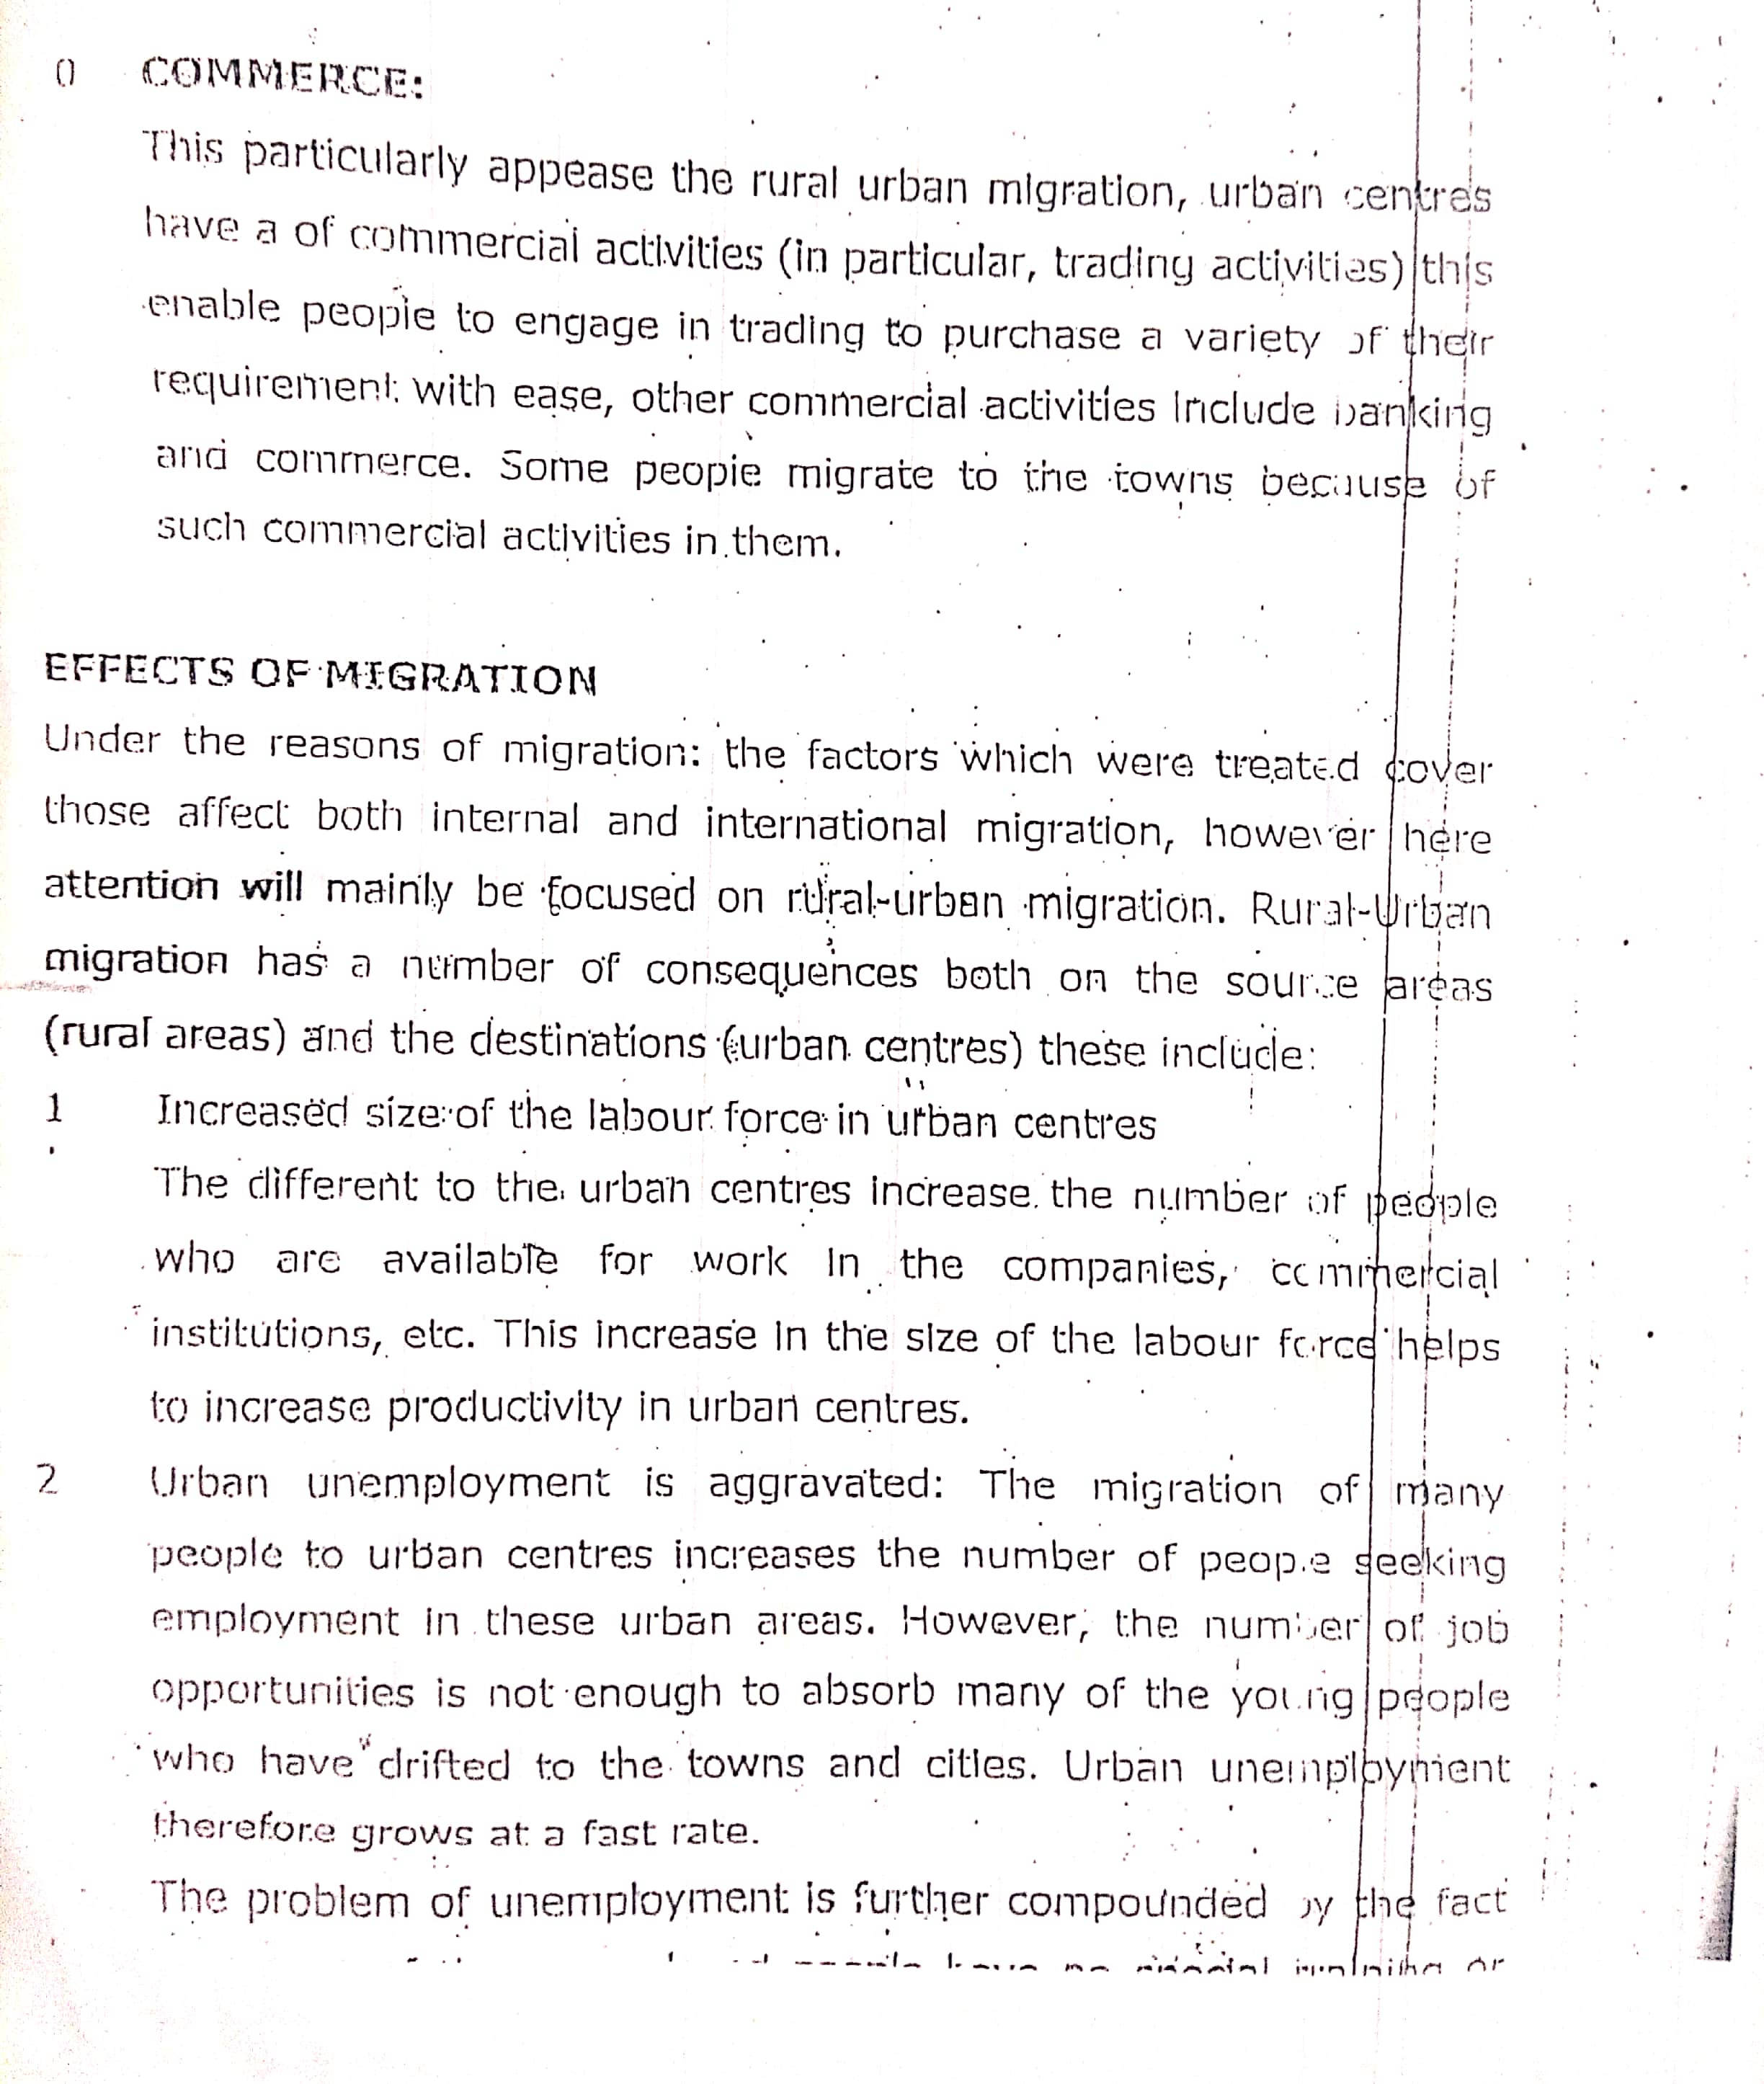 0 COMMERCE:
This particularly appease the rural urban migration, urban centres
have a of commercial activities (in particular, trading activities) this
enable people to engage in trading to purchase a variety of their
requirement with ease, other commercial activities include banking
and commerce. Some people migrate to the towns because of
such commercial activities in them.
EFFECTS OF MIGRATION
Under the reasons of migration: the factors which were treated cover
those affect both internal and international migration, however here
attention will mainly be focused on rural-urban migration. Rural-Urban
migration has a number of consequences both on the source areas
(rural areas) and the destinations (urban centres) these include:
1 Increased size of the labour force in urban centres
The different to the urban centres increase the number of people
who are available for work in the companies, commercial
institutions, etc. This increase in the size of the labour force helps
to increase productivity in urban centres.
2 Urban unemployment is aggravated: The migration of many
people to urban centres increases the number of people seeking
employment in these urban areas. However, the number of job
opportunities is not enough to absorb many of the young people
who have drifted to the towns and cities. Urban unemployment
therefore grows at a fast rate.
The problem of unemployment is further compounded by the fact